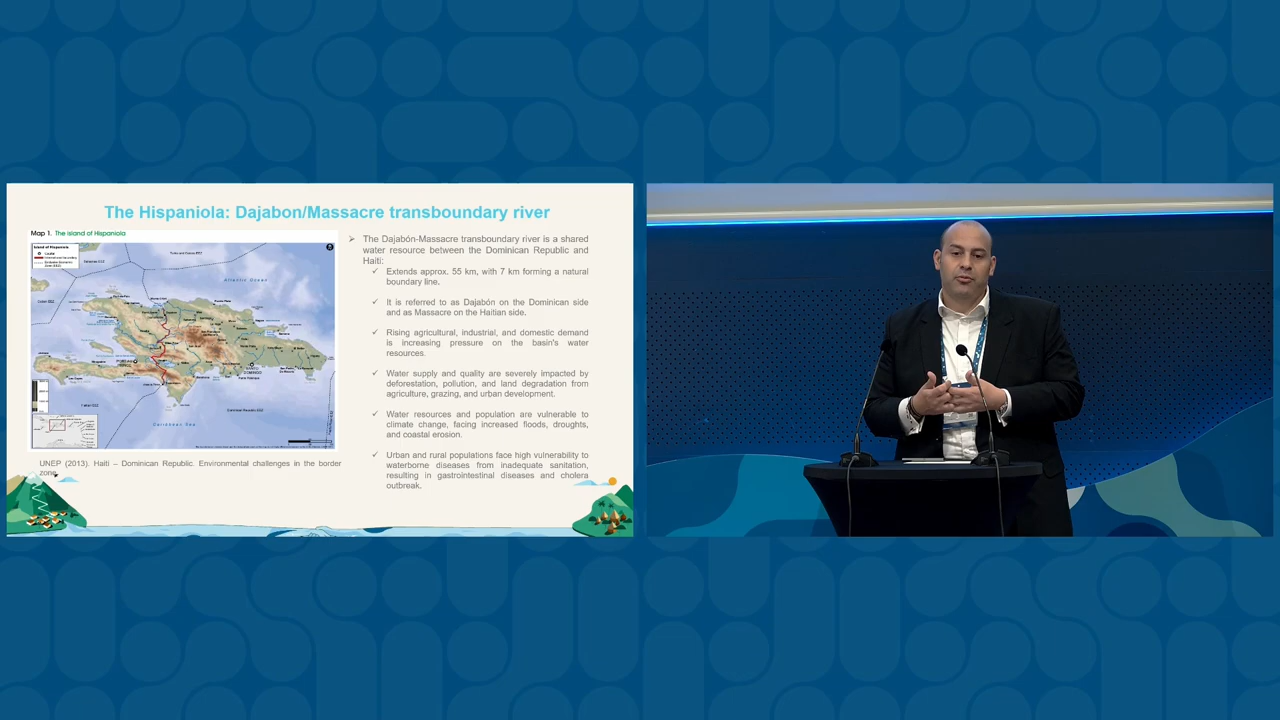 The Hispaniola: Dajabon/Massacre transboundary river
Map 1. The island of Hispaniola
Island of Hispaniola
Atlantic Ocean
SANTO
DOMINGO
Caribbean Sea
UNEP (2013). Haiti – Dominican Republic. Environmental challenges in the border
zone.
➢ The Dajabón-Massacre transboundary river is a shared
water resource between the Dominican Republic and
Haiti:
✓ Extends approx. 55 km, with 7 km forming a natural
boundary line.
✓ It is referred to as Dajabón on the Dominican side
and as Massacre on the Haitian side.
✓ Rising agricultural, industrial, and domestic demand
is increasing pressure on the basin's water
resources.
✓ Water supply and quality are severely impacted by
deforestation, pollution, and land degradation from
agriculture, grazing, and urban development.
✓ Water resources and population are vulnerable to
climate change, facing increased floods, droughts,
and coastal erosion.
✓ Urban and rural populations face high vulnerability to
waterborne diseases from inadequate sanitation,
resulting in gastrointestinal diseases and cholera
outbreak.